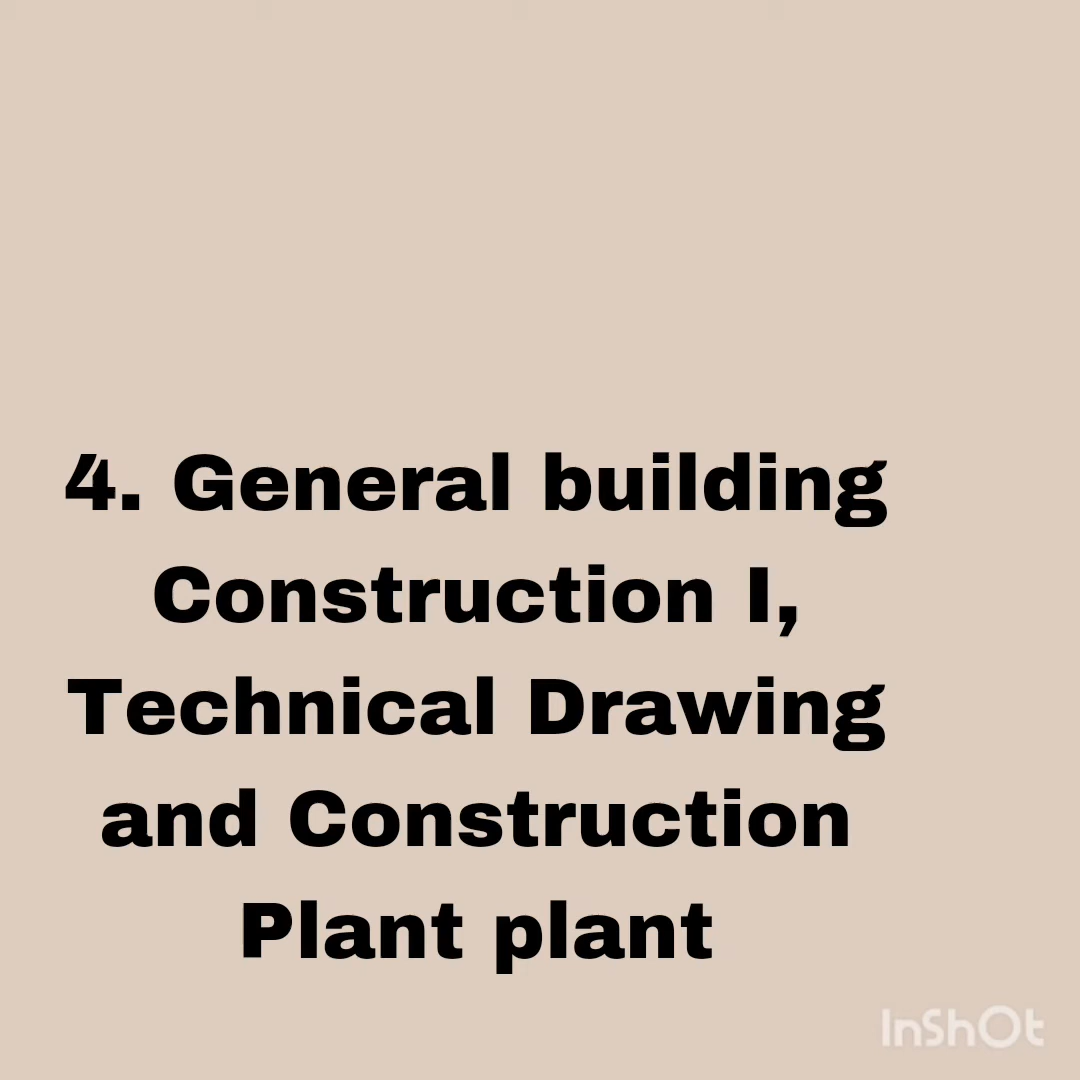 4. General building
Construction I,
Technical Drawing
and Construction
Plant plant
InShOt